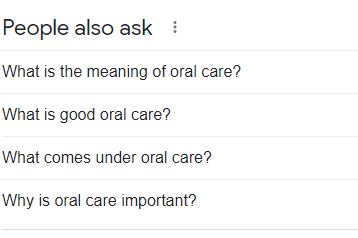 People also ask
What is the meaning of oral care?
What is good oral care?
What comes under oral care?
Why is oral care important?